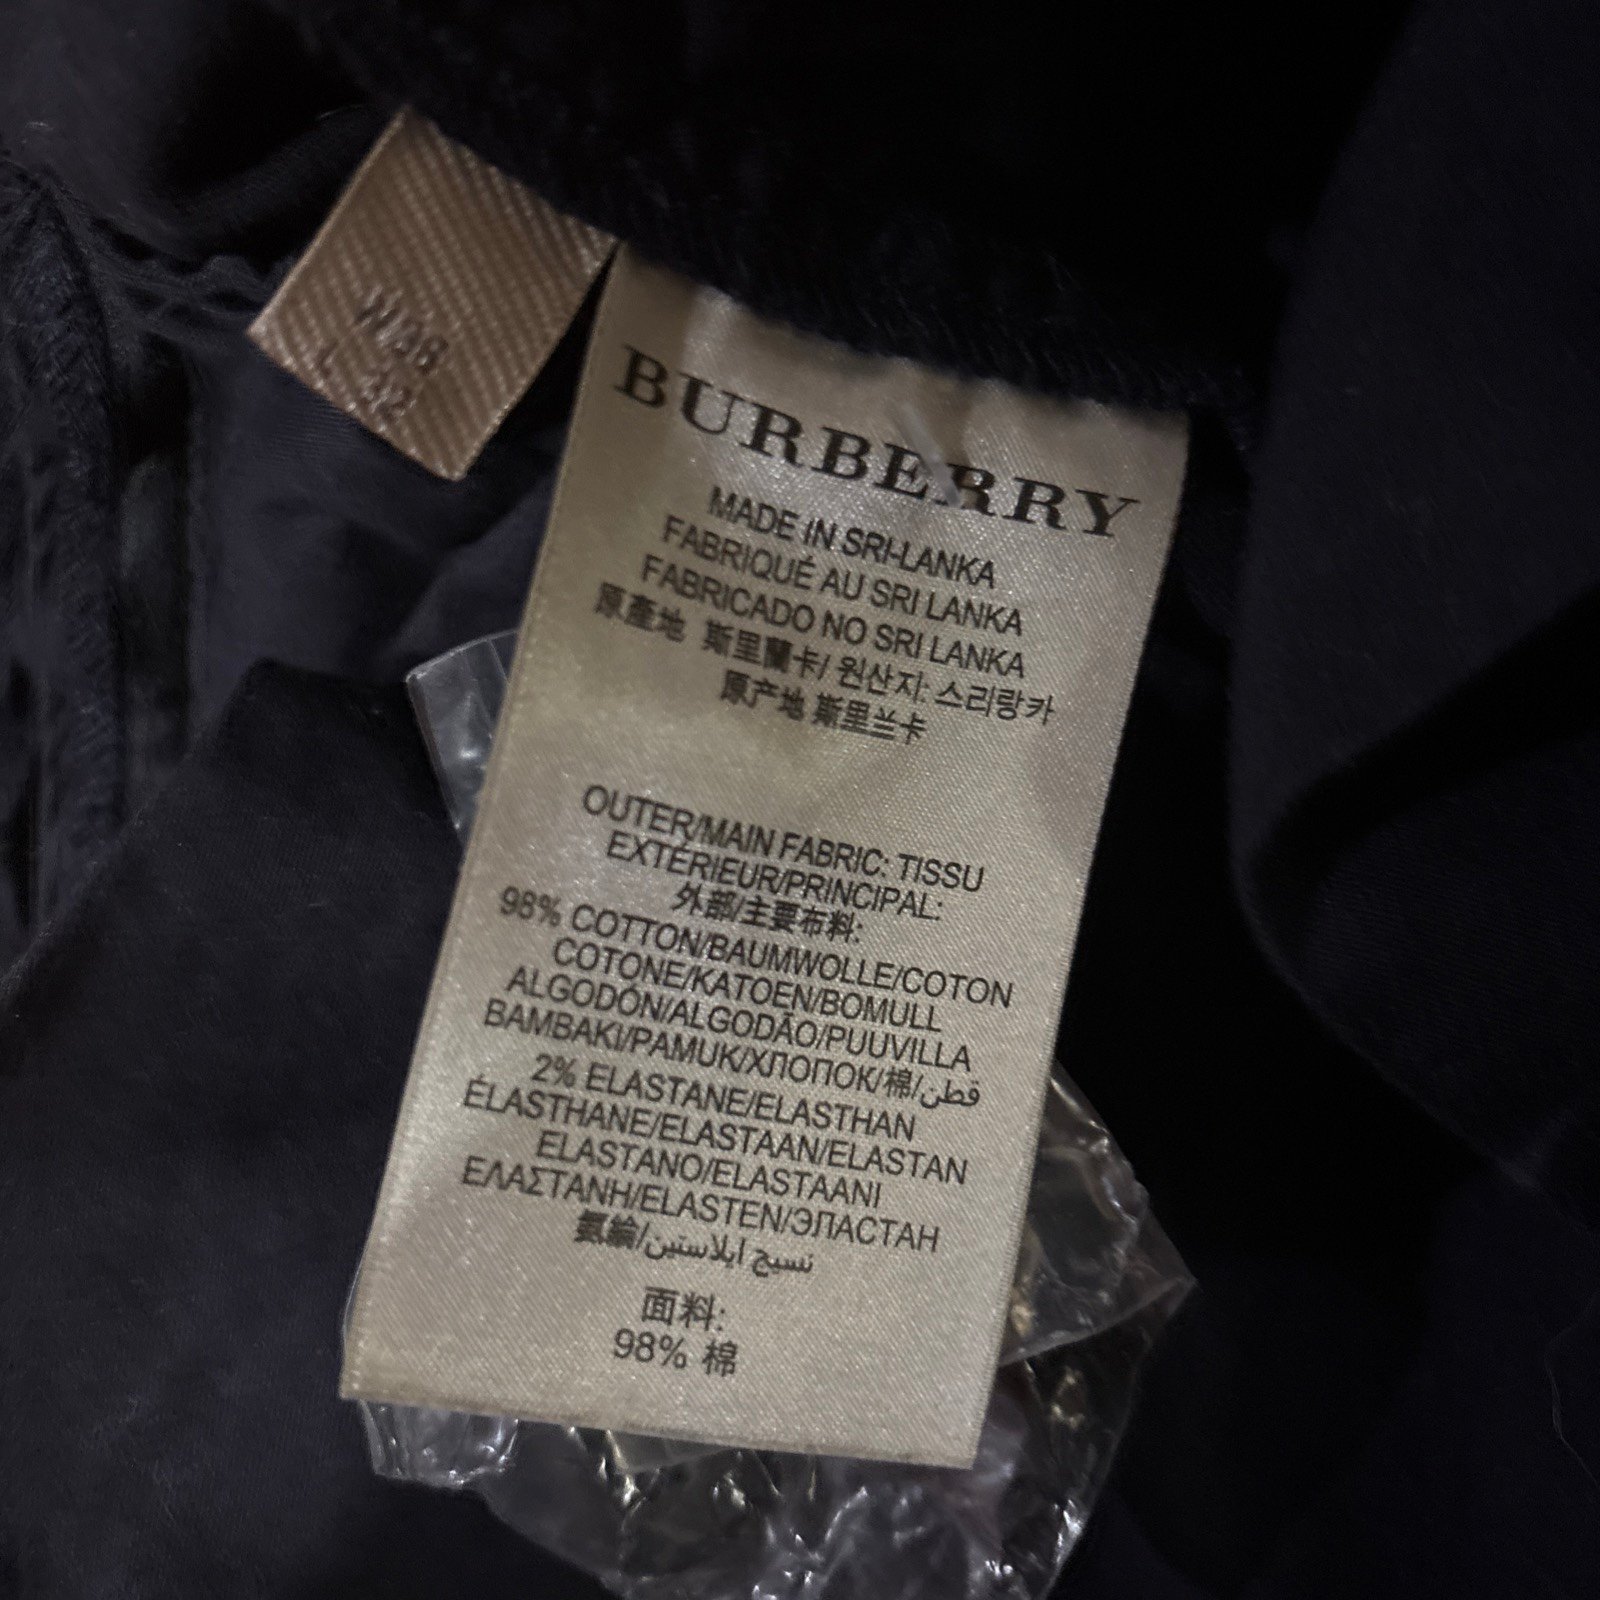 L 32
BURBERRY
MADE IN SRI-LANKA
FABRIQUÉ AU SRI LANKA
FABRICADO NO SRI LANKA
原產地 斯里蘭卡/ 원산지: 스리랑카
原产地 斯里兰卡
OUTER/MAIN FABRIC: TISSU
EXTÉRIEUR/PRINCIPAL:
外部/主要布料:
98% COTTON/BAUMWOLLE/COTON
COTONE/KATOEN/BOMULL
ALGODÓN/ALGODÃO/PUUVILLA
BAMBAKI/PAMUK/ХЛОПОК/棉/قطن
2% ELASTANE/ELASTHAN
ÉLASTHANE/ELASTAAN/ELASTAN
ELASTANO/ELASTAANI
ΕΛΑΣΤΑΝΗ/ELASTEN/ЭЛАСТАН
氨綸/نسيج ايلاستين
面料:
98% 棉